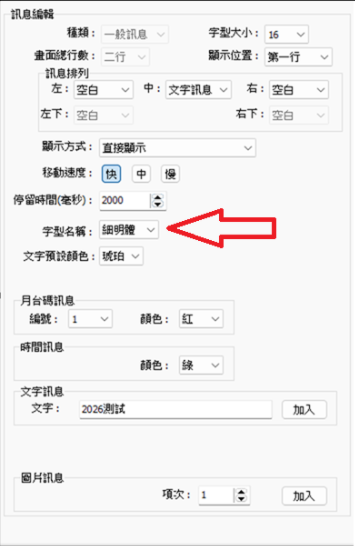 訊息編輯
種類： 一般訊息 字型大小： 16
畫面總行數： 二行 顯示位置： 第一行
訊息排列
左： 空白 中： 文字訊息 右： 空白
左下： 空白 右下： 空白
顯示方式： 直接顯示
移動速度： 快 中 慢
停留時間(毫秒)： 2000
字型名稱： 細明體
文字預設顏色： 琥珀
月台碼訊息
編號： 1 顏色： 紅
時間訊息
顏色： 綠
文字訊息
文字： 2026測試 加入
圖片訊息
項次： 1 加入